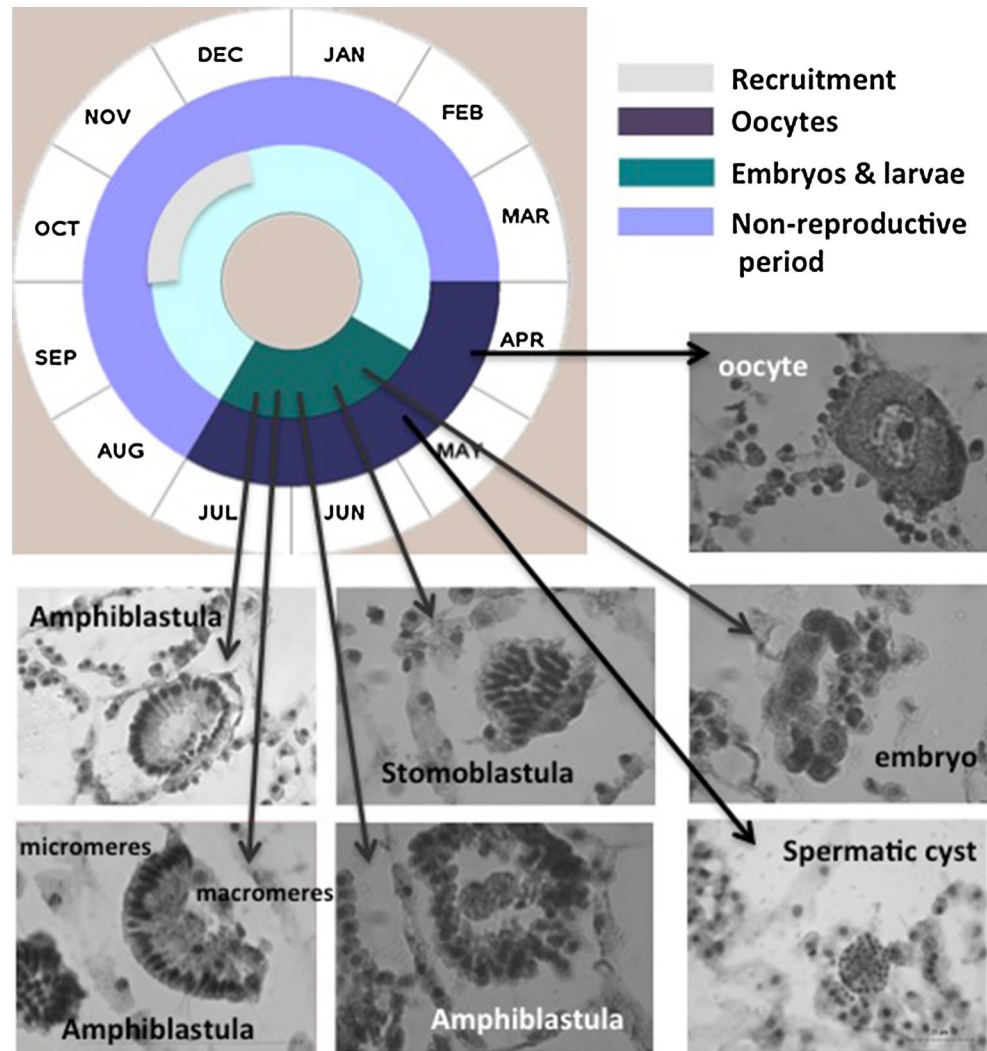 DEC
JAN
NOV
FEB
OCT
MAR
SEP
APR
AUG
MAY
JUL
JUN
Recruitment
Oocytes
Embryos & larvae
Non-reproductive
period
oocyte
Amphiblastula
Stomoblastula
embryo
micromeres
macromeres
Amphiblastula
Amphiblastula
Spermatic cyst